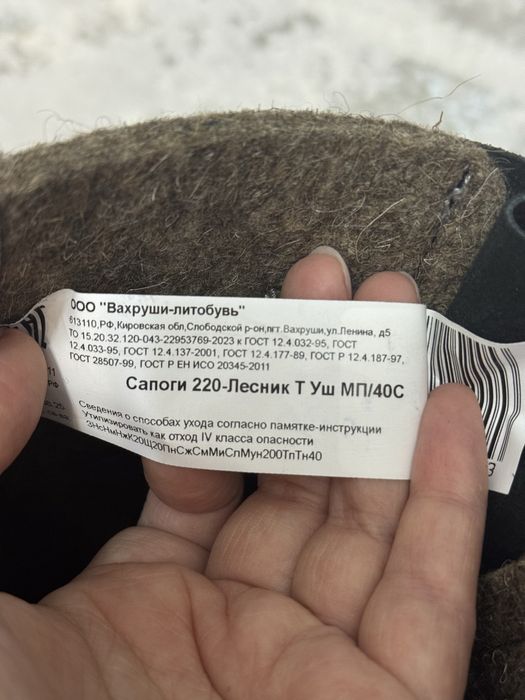 ООО "Вахруши-литобувь"
613110,РФ,Кировская обл,Слободской р-он,пгт.Вахруши,ул.Ленина, д5
ТО 15.20.32.120-043-22953769-2023 к ГОСТ 12.4.032-95, ГОСТ
12.4.033-95, ГОСТ 12.4.137-2001, ГОСТ 12.4.177-89, ГОСТ Р 12.4.187-97,
ГОСТ 28507-99, ГОСТ Р ЕН ИСО 20345-2011
Сапоги 220-Лесник Т Уш МП/40С
Сведения о способах ухода согласно памятке-инструкции
Утилизировать как отход IV класса опасности
ЗНсНмНжК20Щ20ПнСжСмМиСпМун200ТпТн40